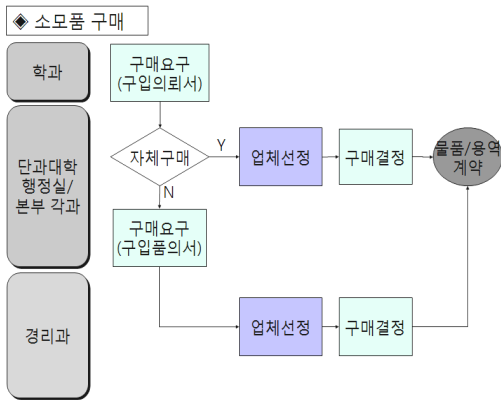 ◈ 소모품 구매
학과
구매요구
(구입의뢰서)
단과대학
행정실/
본부 각과
자체구매
Y
업체선정
구매결정
물품/용역
계약
N
구매요구
(구입품의서)
경리과
업체선정
구매결정